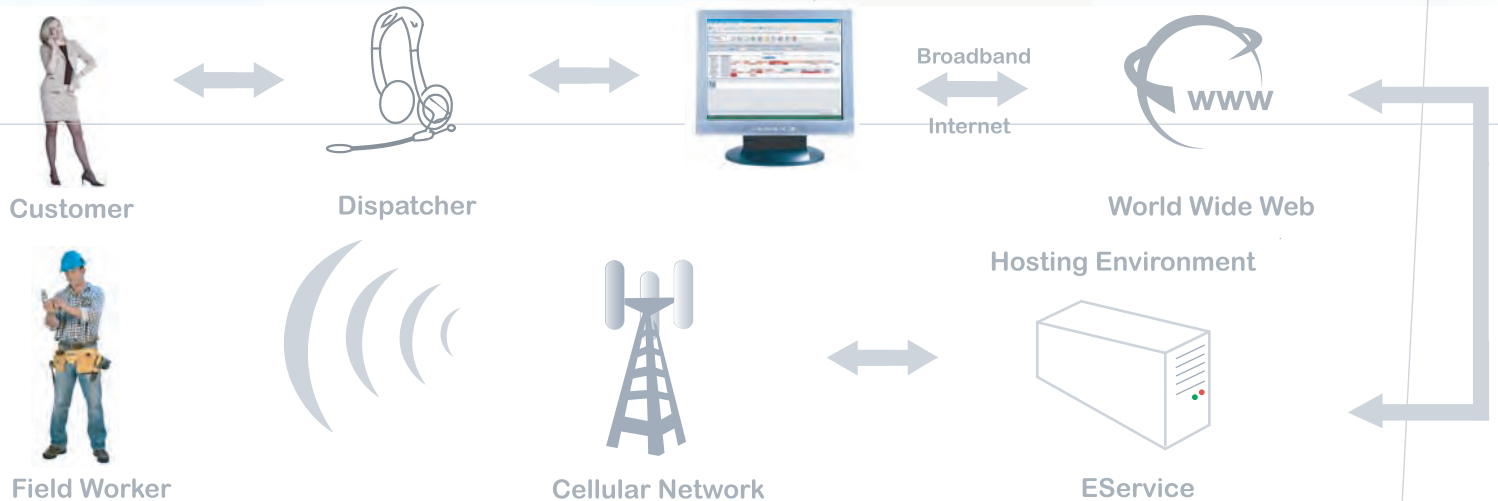 Broadband
WWW
Internet
Customer
Dispatcher
World Wide Web
Hosting Environment
Field Worker
Cellular Network
EService